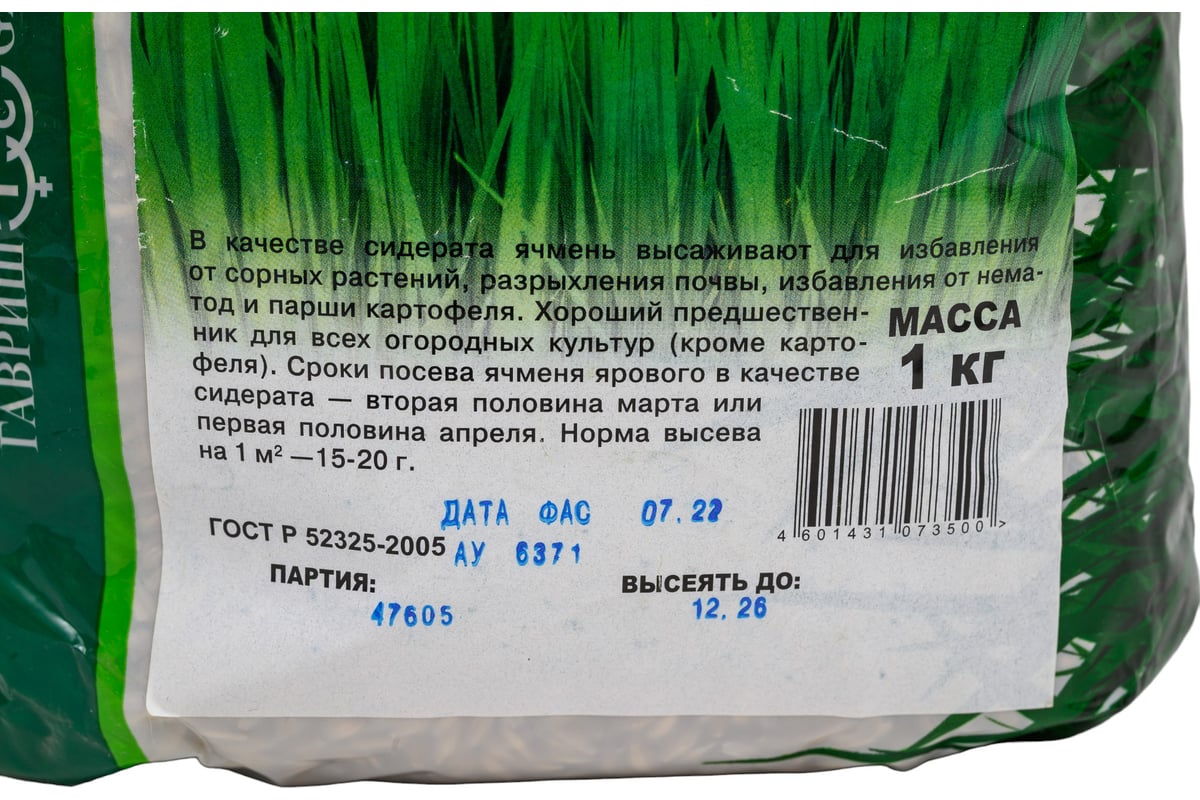 ГАВРИШ
В качестве сидерата ячмень высаживают для избавления
от сорных растений, разрыхления почвы, избавления от нема-
тод и парши картофеля. Хороший предшествен-
ник для всех огородных культур (кроме карто-
феля). Сроки посева ячменя ярового в качестве
сидерата — вторая половина марта или
первая половина апреля. Норма высева
на 1 м² —15-20 г.
МАССА
1 КГ
4 601431 073500 >
ДАТА ФАС 07.22
ГОСТ Р 52325-2005
АУ 6371
ПАРТИЯ:
47605
ВЫСЕЯТЬ ДО:
12.26